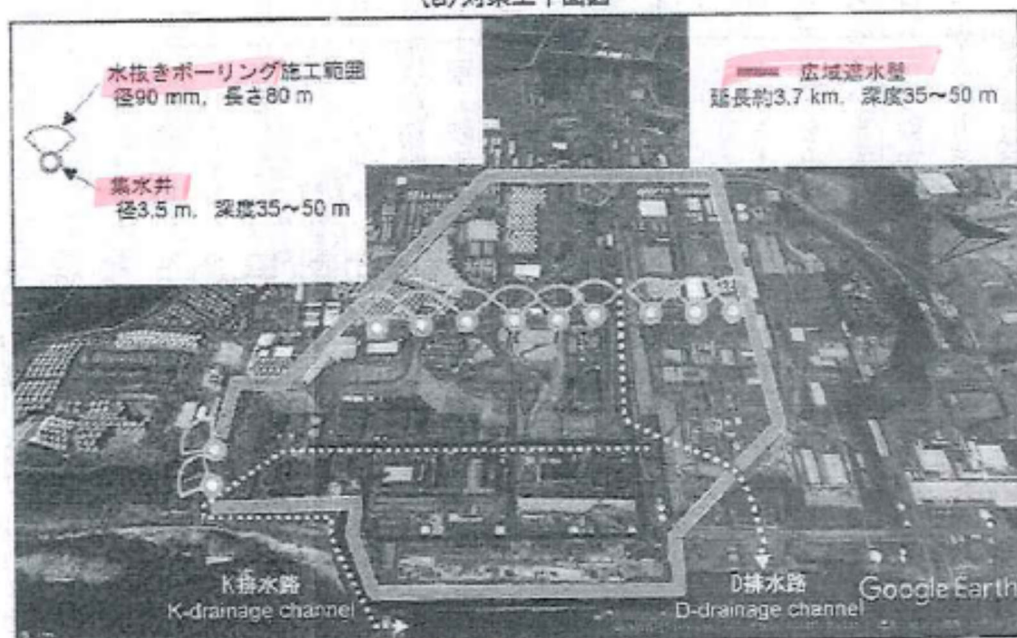 (b)対策工平面図
水抜きボーリング施工範囲
径90 mm, 長さ80 m
集水井
径3.5 m, 深度35～50 m
広域遮水壁
延長約3.7 km, 深度35～50 m
K排水路
K-drainage channel
D排水路
D-drainage channel
Google Earth